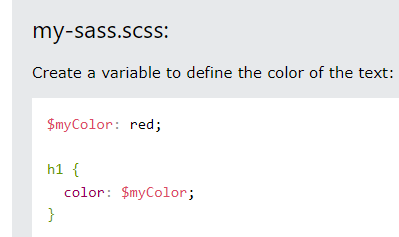 my-sass.scss:
Create a variable to define the color of the text:
$myColor: red;
h1 {
color: $myColor;
}